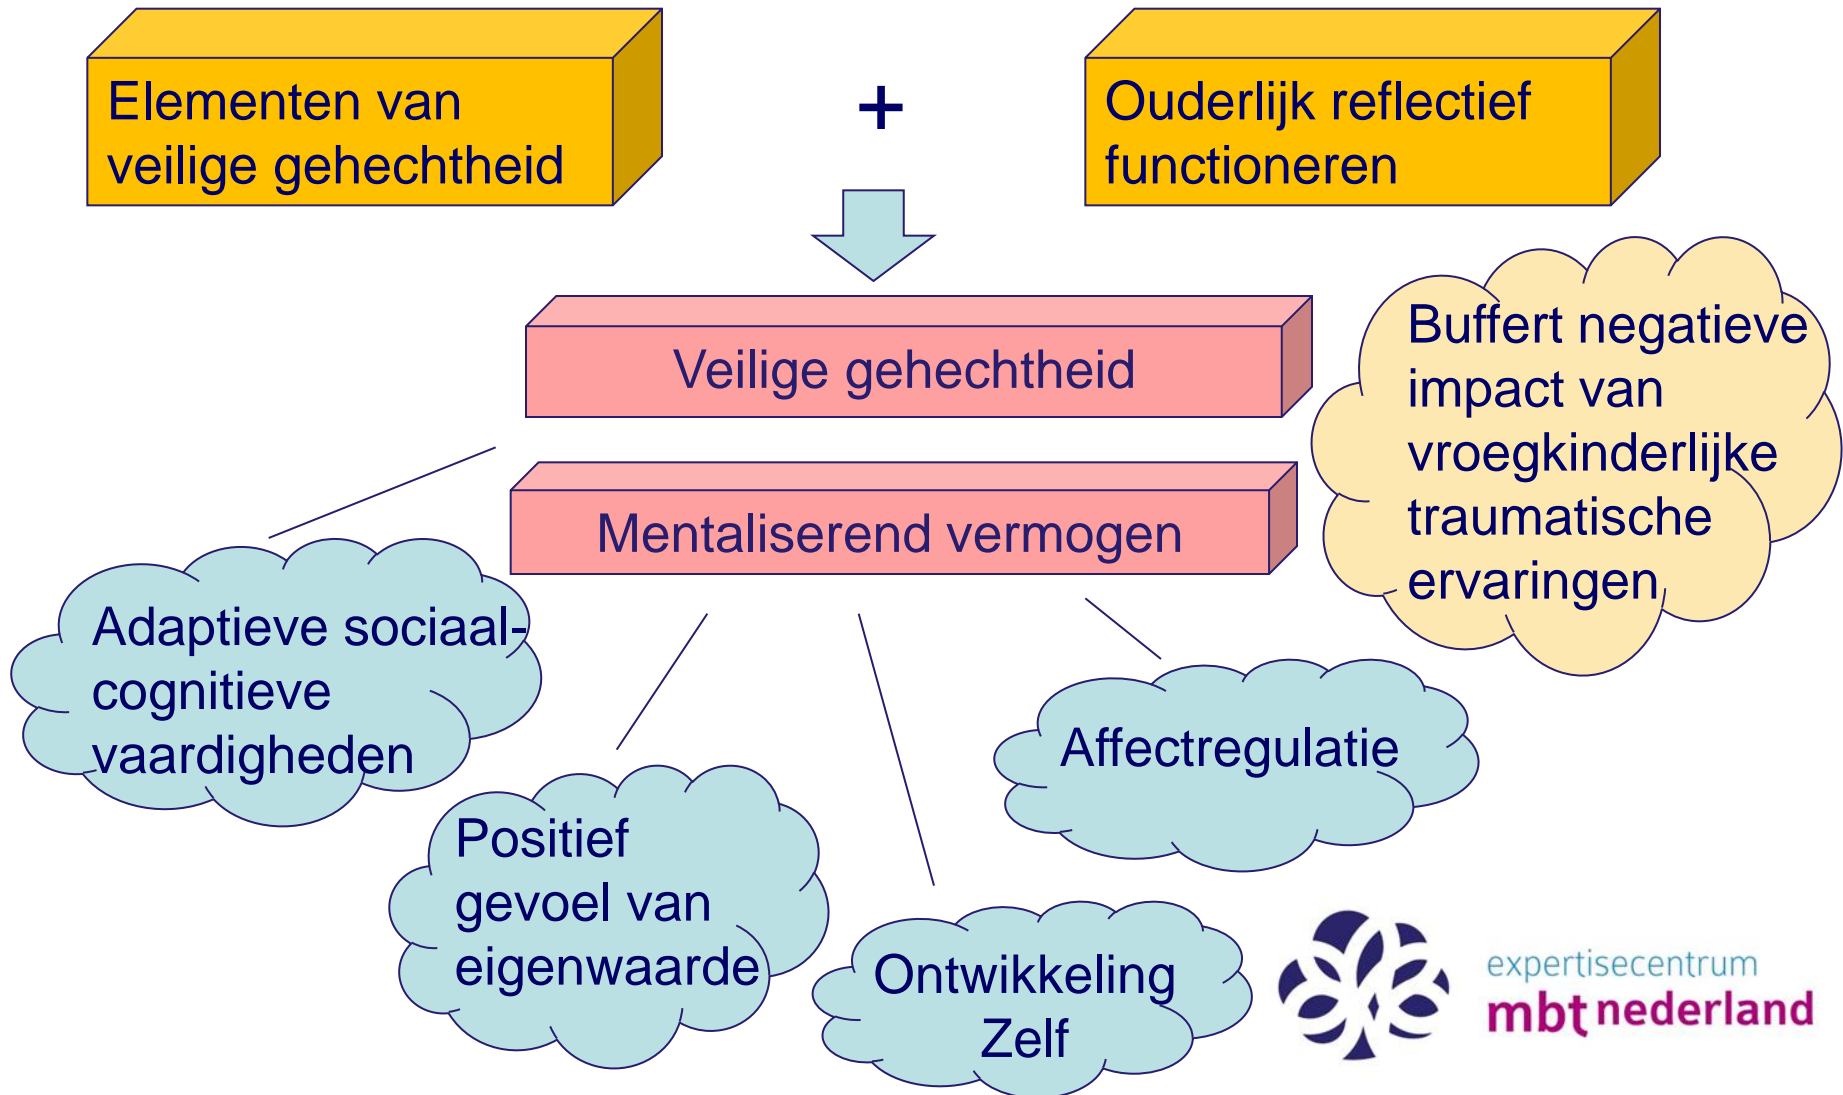 Elementen van
veilige gehechtheid
+
Ouderlijk reflectief
functioneren
Veilige gehechtheid
Mentaliserend vermogen
Buffert negatieve
impact van
vroegkinderlijke
traumatische
ervaringen
Adaptieve sociaal-
cognitieve
vaardigheden
Positief
gevoel van
eigenwaarde
Ontwikkeling
Zelf
Affectregulatie
expertisecentrum
mbt nederland